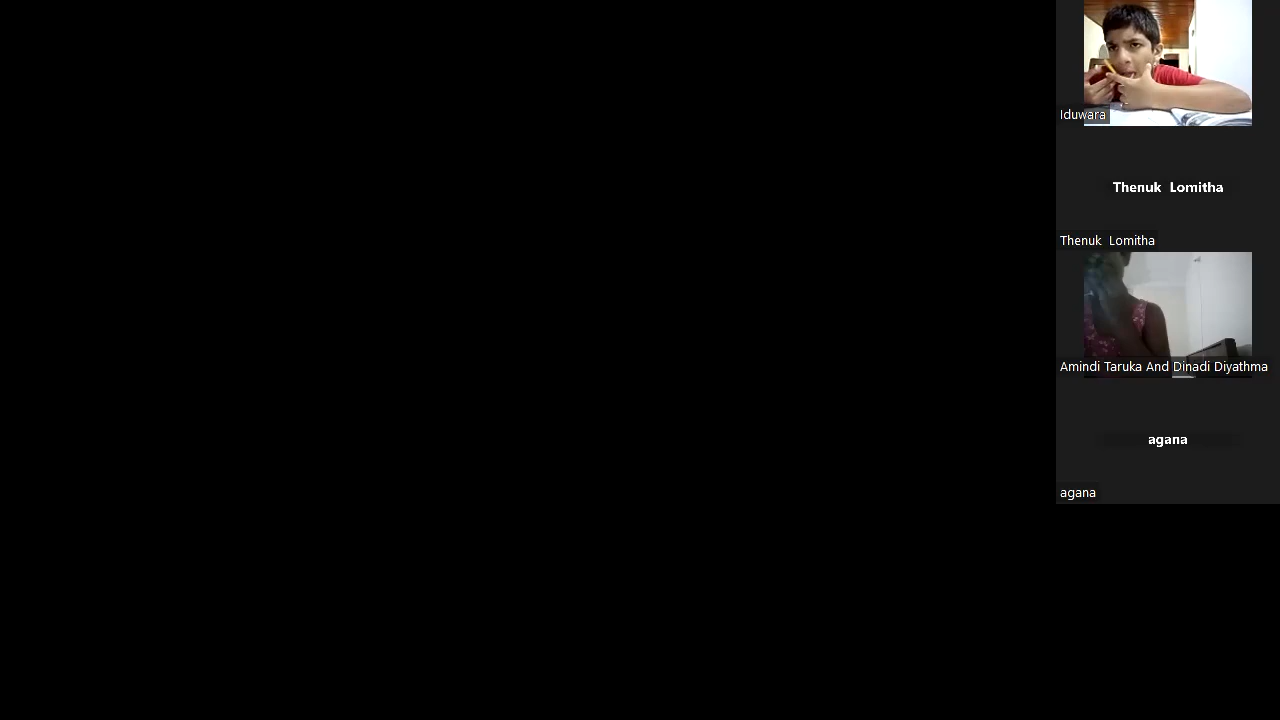 Iduwara
Thenuk Lomitha
Thenuk Lomitha
Amindi Taruka And Dinadi Diyathma
agana
agana